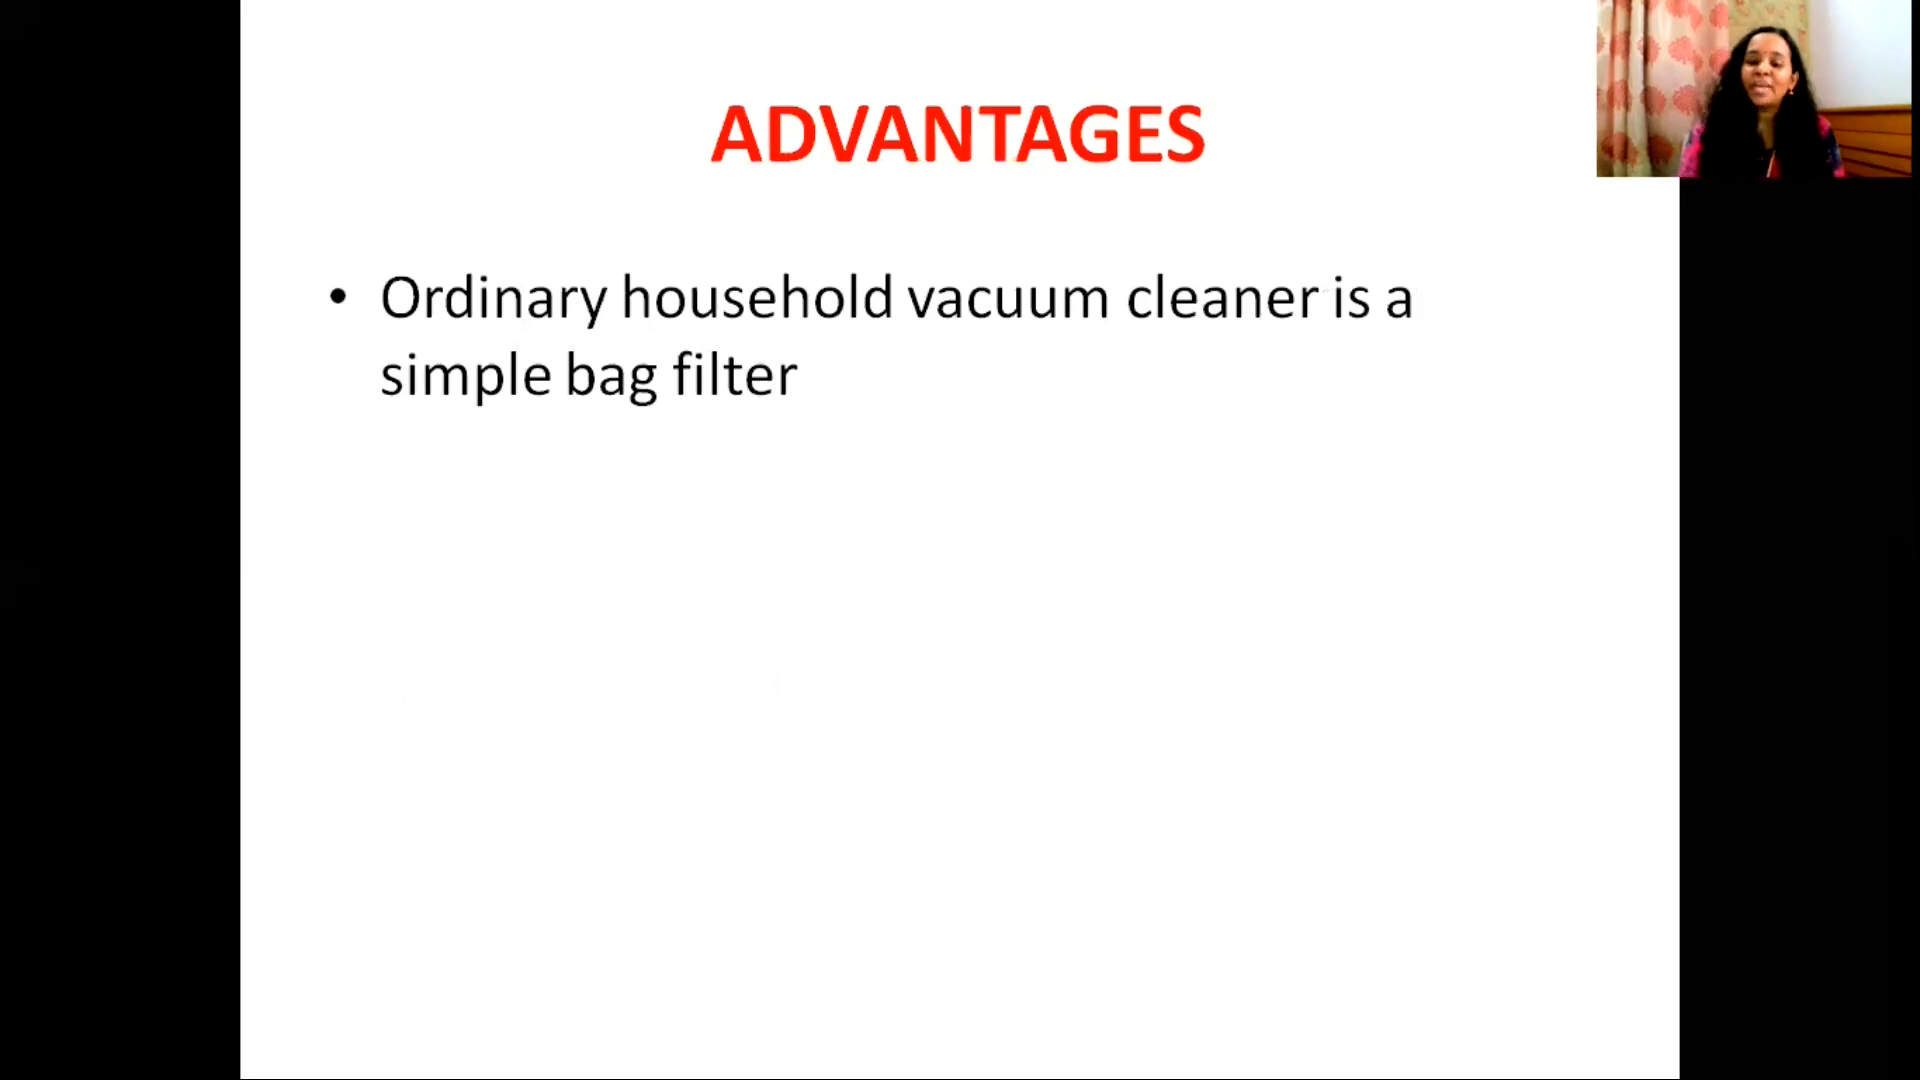 ADVANTAGES
• Ordinary household vacuum cleaner is a
simple bag filter